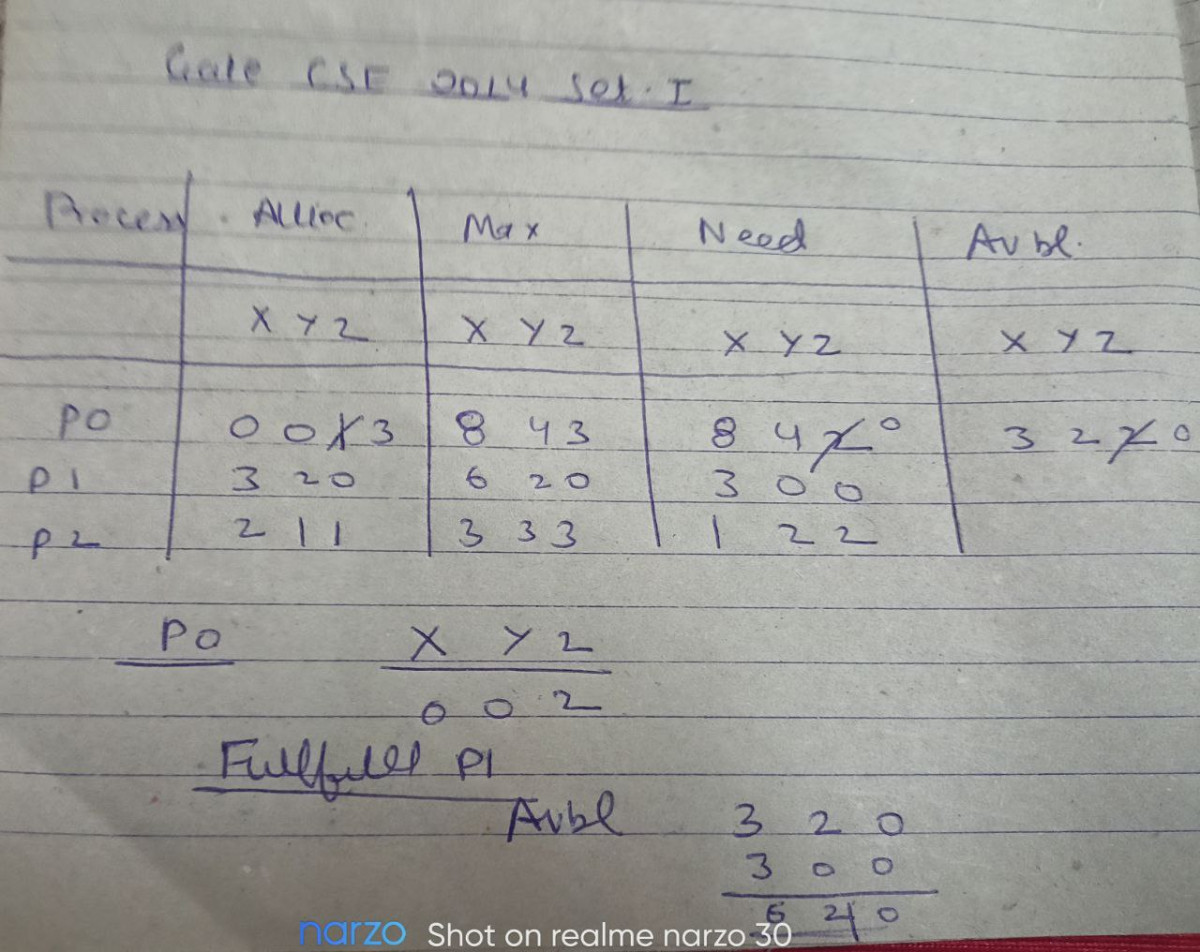 Gate CSE 2014 Set. I
Process Alloc Max Need Avbl.
X Y Z X Y Z X Y Z X Y Z
P0 0 0 1 3 8 4 3 8 4 2 0 3 2 2 0
P1 3 2 0 6 2 0 3 0 0
P2 2 1 1 3 3 3 1 2 2
P0 X Y Z
0 0 2
Fullfill P1
Avbl 3 2 0
3 0 0
6 2 0
narzo Shot on realme narzo 30